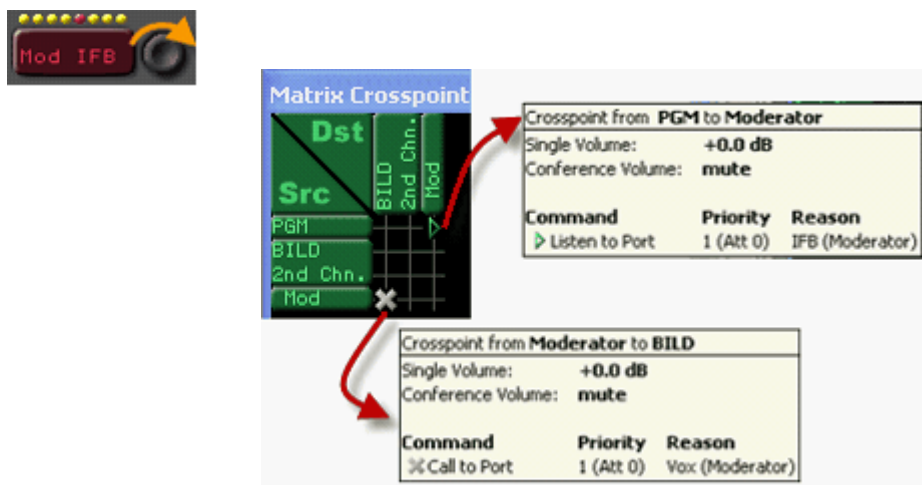 Mod IFB
Matrix Crosspoint
Dst
Src
BILD
2nd Chn.
Mod
PGM
BILD
2nd Chn.
Mod
Crosspoint from PGM to Moderator
Single Volume: +0.0 dB
Conference Volume: mute
Command Priority Reason
Listen to Port 1 (Att 0) IFB (Moderator)
Crosspoint from Moderator to BILD
Single Volume: +0.0 dB
Conference Volume: mute
Command Priority Reason
Call to Port 1 (Att 0) Vox (Moderator)